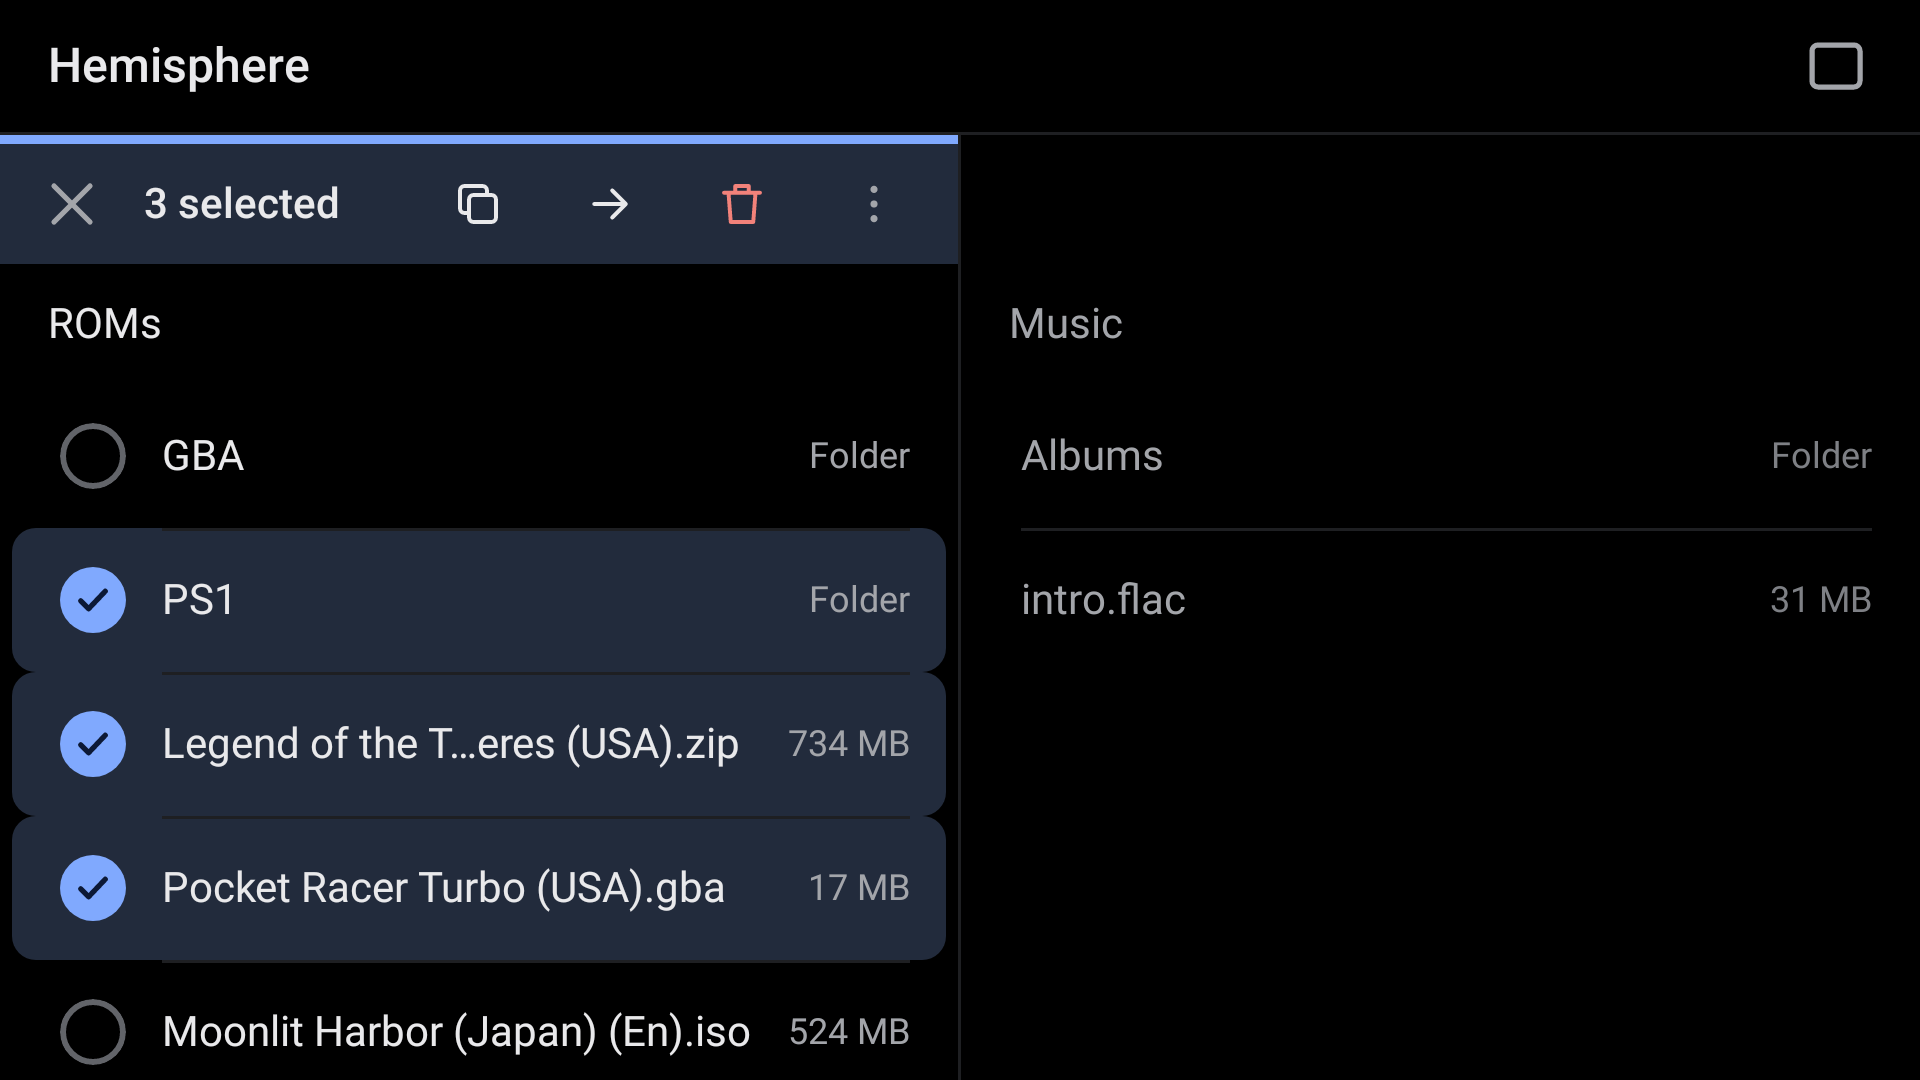 Hemisphere
3 selected
ROMs
GBA Folder
PS1 Folder
Legend of the T...eres (USA).zip 734 MB
Pocket Racer Turbo (USA).gba 17 MB
Moonlit Harbor (Japan) (En).iso 524 MB
Music
Albums Folder
intro.flac 31 MB